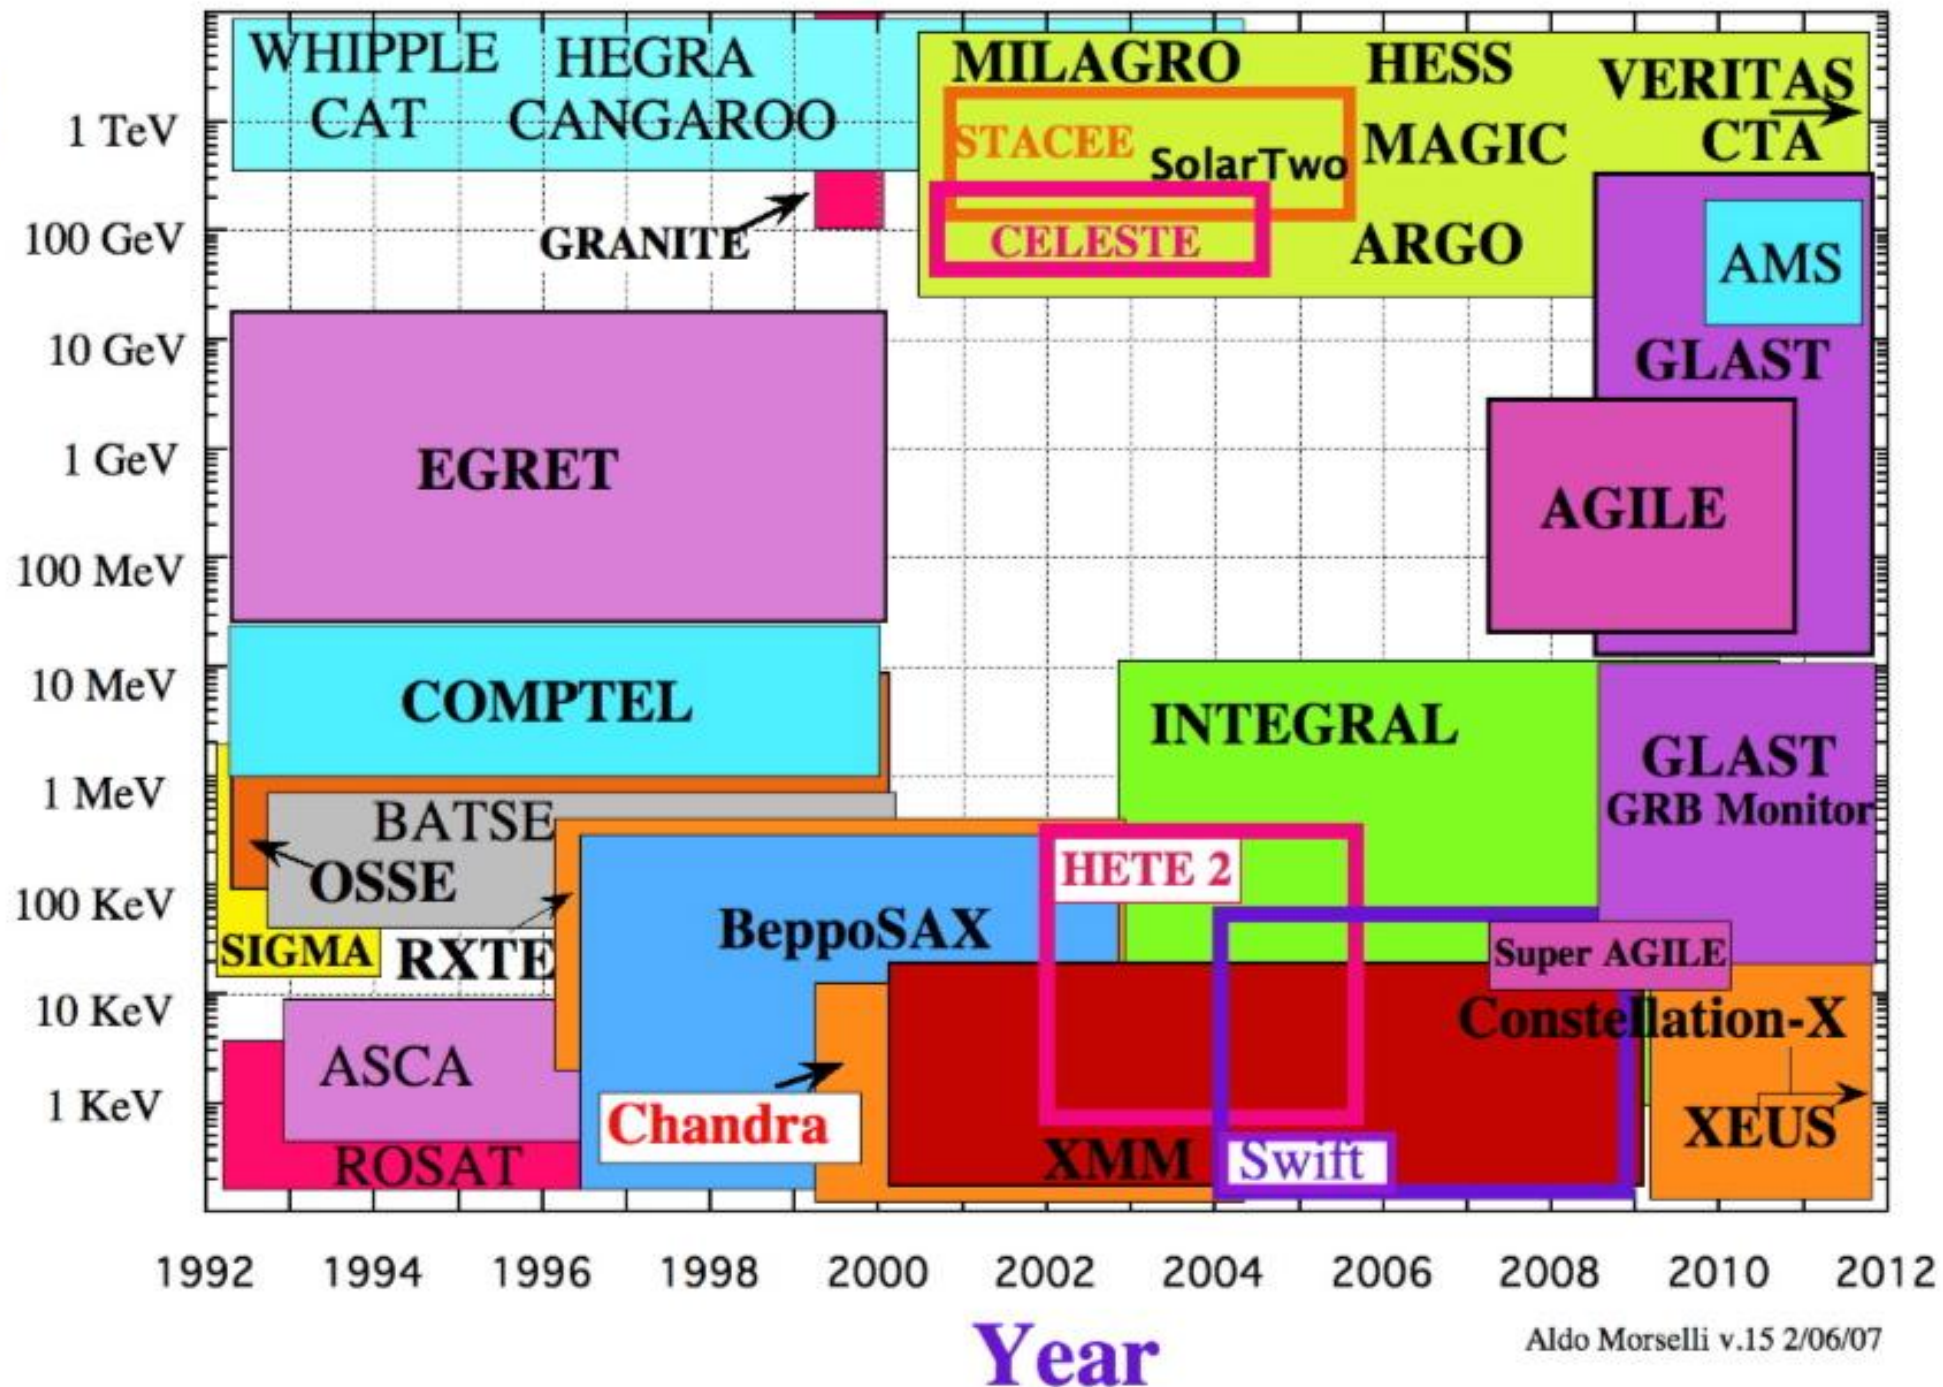 WHIPPLE HEGRA
CAT CANGAROO
MILAGRO HESS
VERITAS
STACEE SolarTwo MAGIC CTA
GRANITE
CELESTE ARGO
AMS
GLAST
EGRET
AGILE
COMPTEL
INTEGRAL
GLAST
GRB Monitor
BATSE
OSSE
HETE 2
SIGMA RXTE
BeppoSAX
Super AGILE
Constellation-X
ASCA
Chandra
XEUS
ROSAT
XMM
Swift
1 TeV
100 GeV
10 GeV
1 GeV
100 MeV
10 MeV
1 MeV
100 KeV
10 KeV
1 KeV
1992 1994 1996 1998 2000 2002 2004 2006 2008 2010 2012
Year
Aldo Morselli v.15 2/06/07